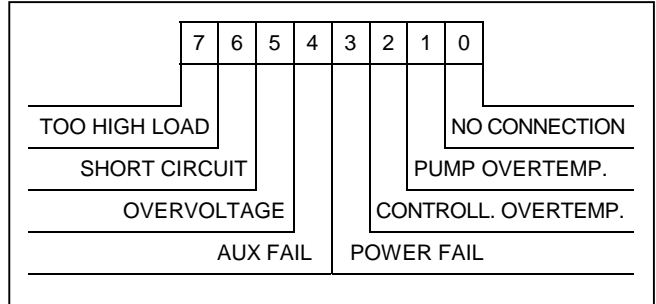 7 6 5 4 3 2 1 0
TOO HIGH LOAD NO CONNECTION
SHORT CIRCUIT PUMP OVERTEMP.
OVERVOLTAGE CONTROLL. OVERTEMP.
AUX FAIL POWER FAIL